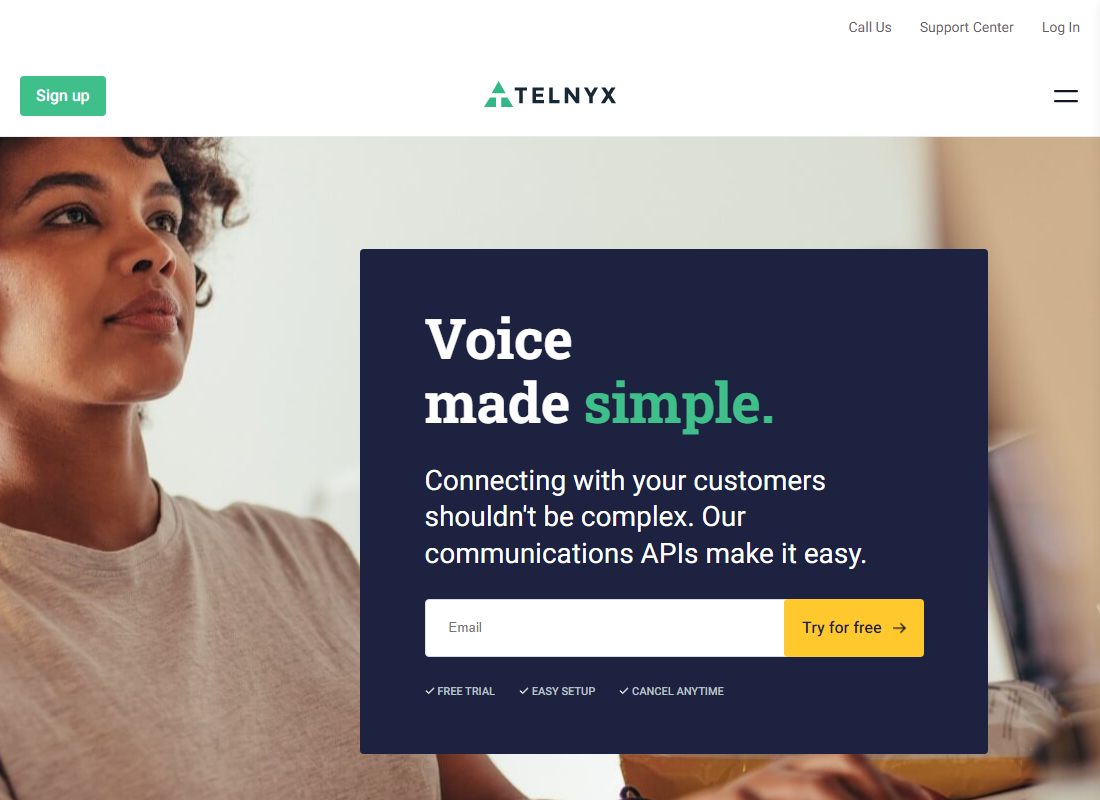 Call Us Support Center Log In
Sign up
TELNYX
Voice
made simple.
Connecting with your customers
shouldn't be complex. Our
communications APIs make it easy.
Email
Try for free →
✓ FREE TRIAL ✓ EASY SETUP ✓ CANCEL ANYTIME